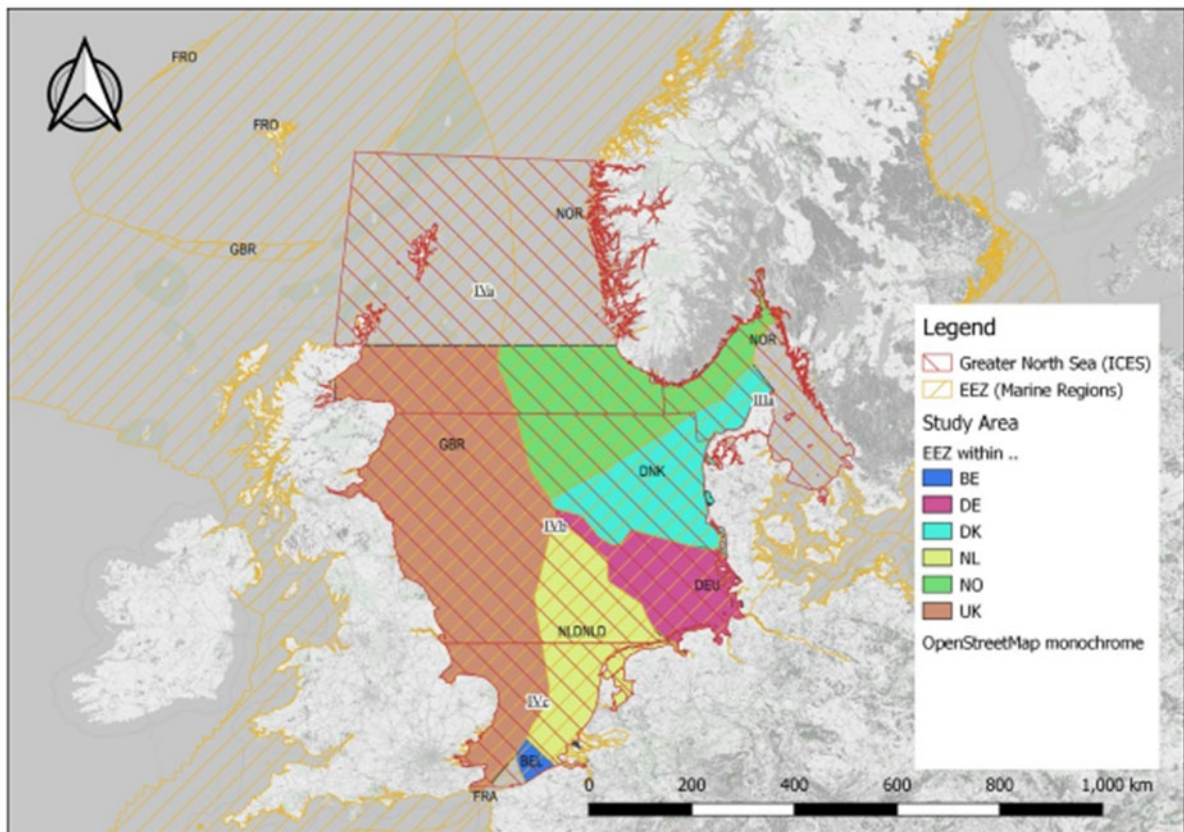 FRO
FRO
NOR
GBR
IVa
NOR
IIIa
GBR
DNK
IVb
DEU
NLDNLD
IVc
BEL
FRA
Legend
Greater North Sea (ICES)
EEZ (Marine Regions)
Study Area
EEZ within ..
BE
DE
DK
NL
NO
UK
OpenStreetMap monochrome
0 200 400 600 800 1,000 km